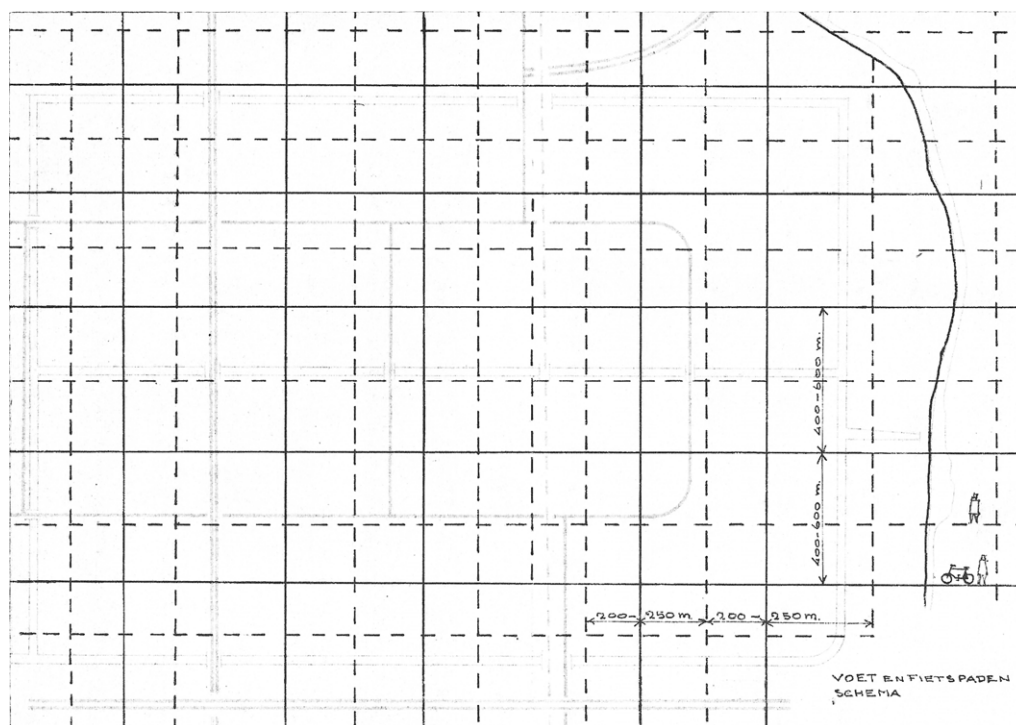 400-600 m.
400-600 m.
200-250 m. 200-250 m.
VOET EN FIETSPADEN
SCHEMA